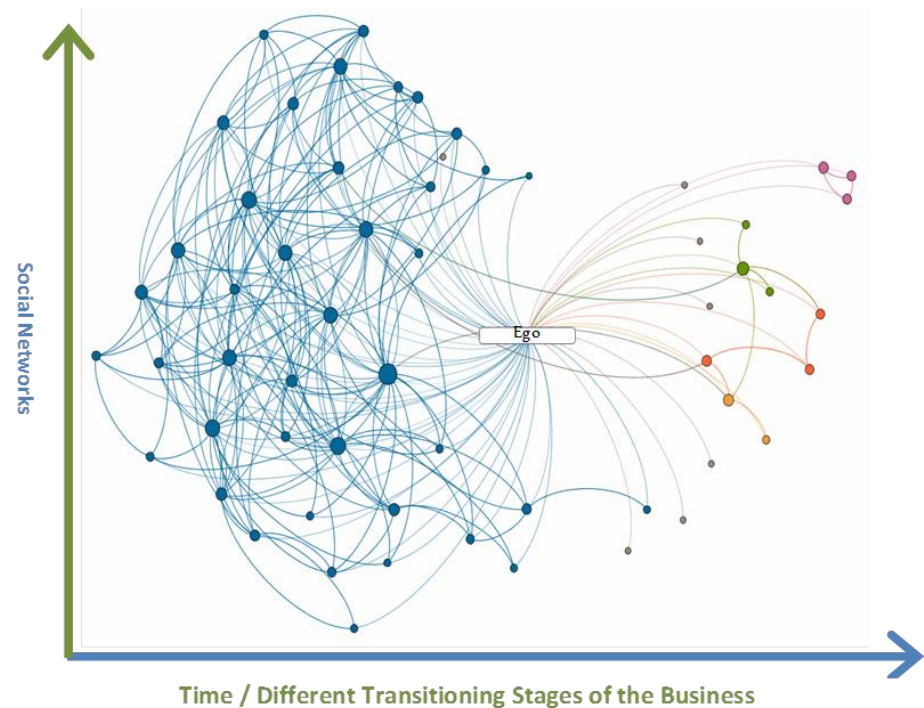 Social Networks
Ego
Time / Different Transitioning Stages of the Business